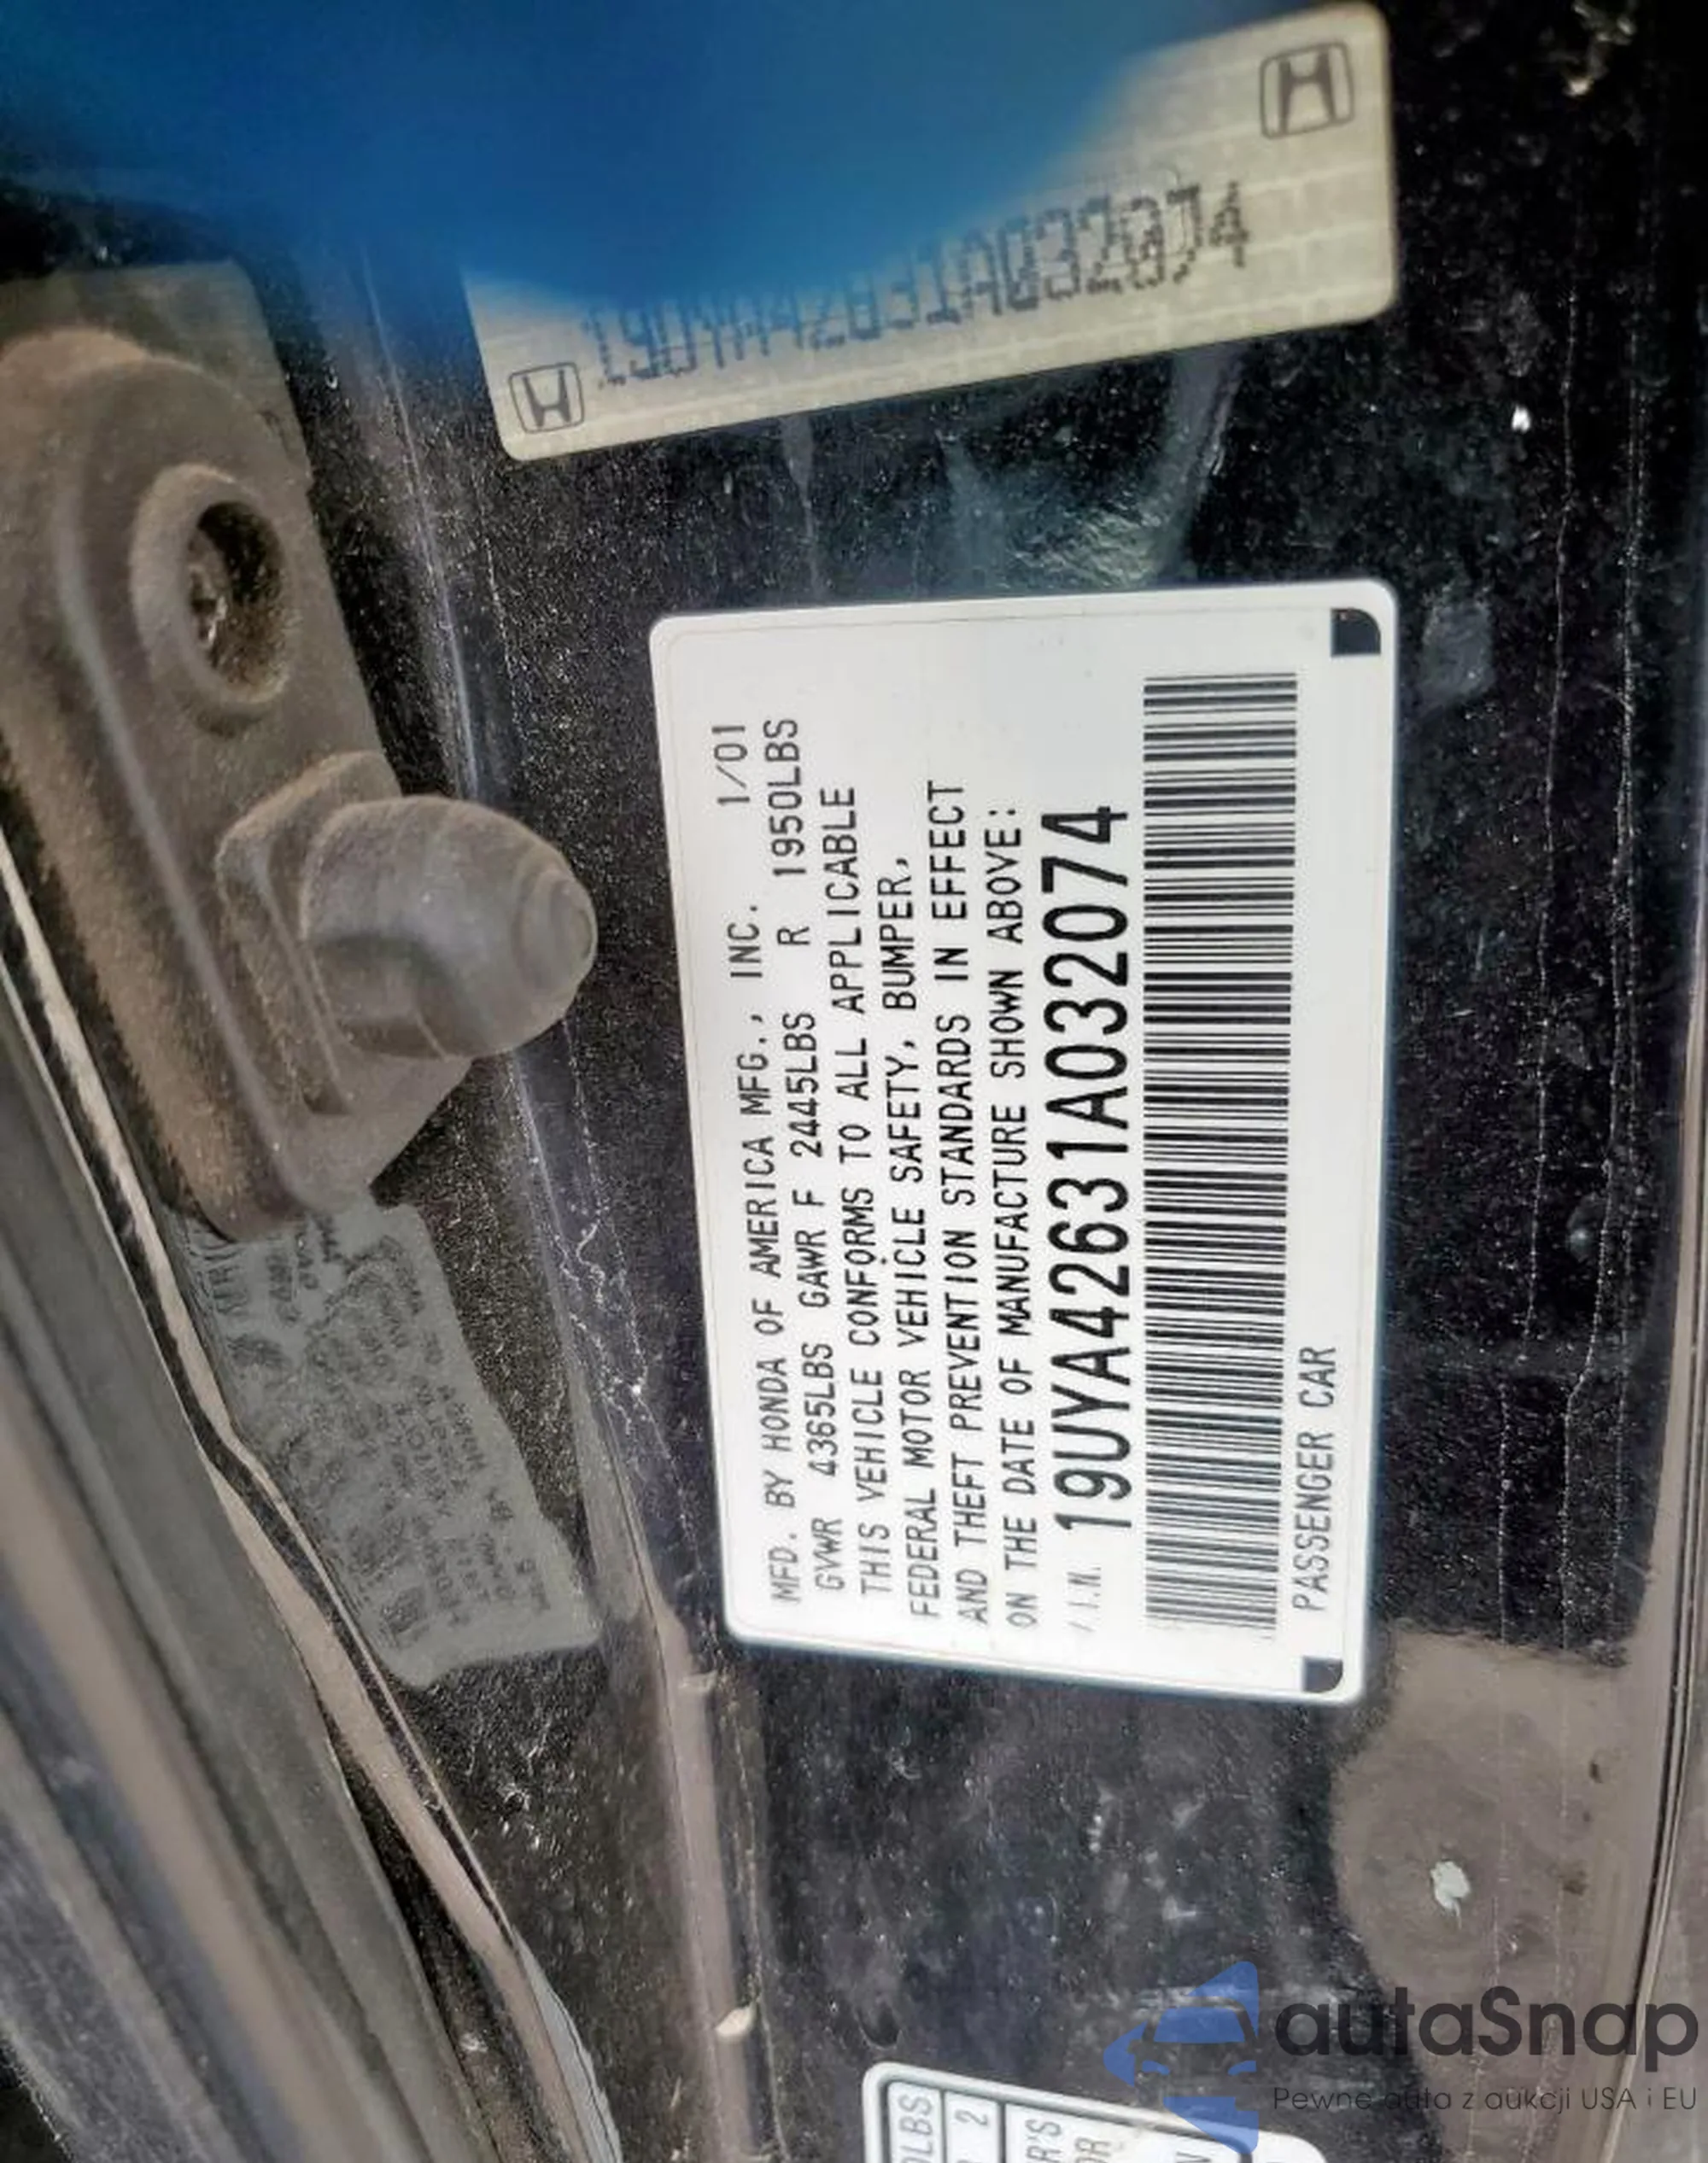 MFD. BY HONDA OF AMERICA MFG., INC. 1/01
GVWR 4365LBS GAWR F 2445LBS R 1950LBS
THIS VEHICLE CONFORMS TO ALL APPLICABLE
FEDERAL MOTOR VEHICLE SAFETY, BUMPER,
AND THEFT PREVENTION STANDARDS IN EFFECT
ON THE DATE OF MANUFACTURE SHOWN ABOVE:
V.I.N. 19UYA42631A032074
PASSENGER CAR
2
autaSnap
Pewne auta z aukcji USA i EU